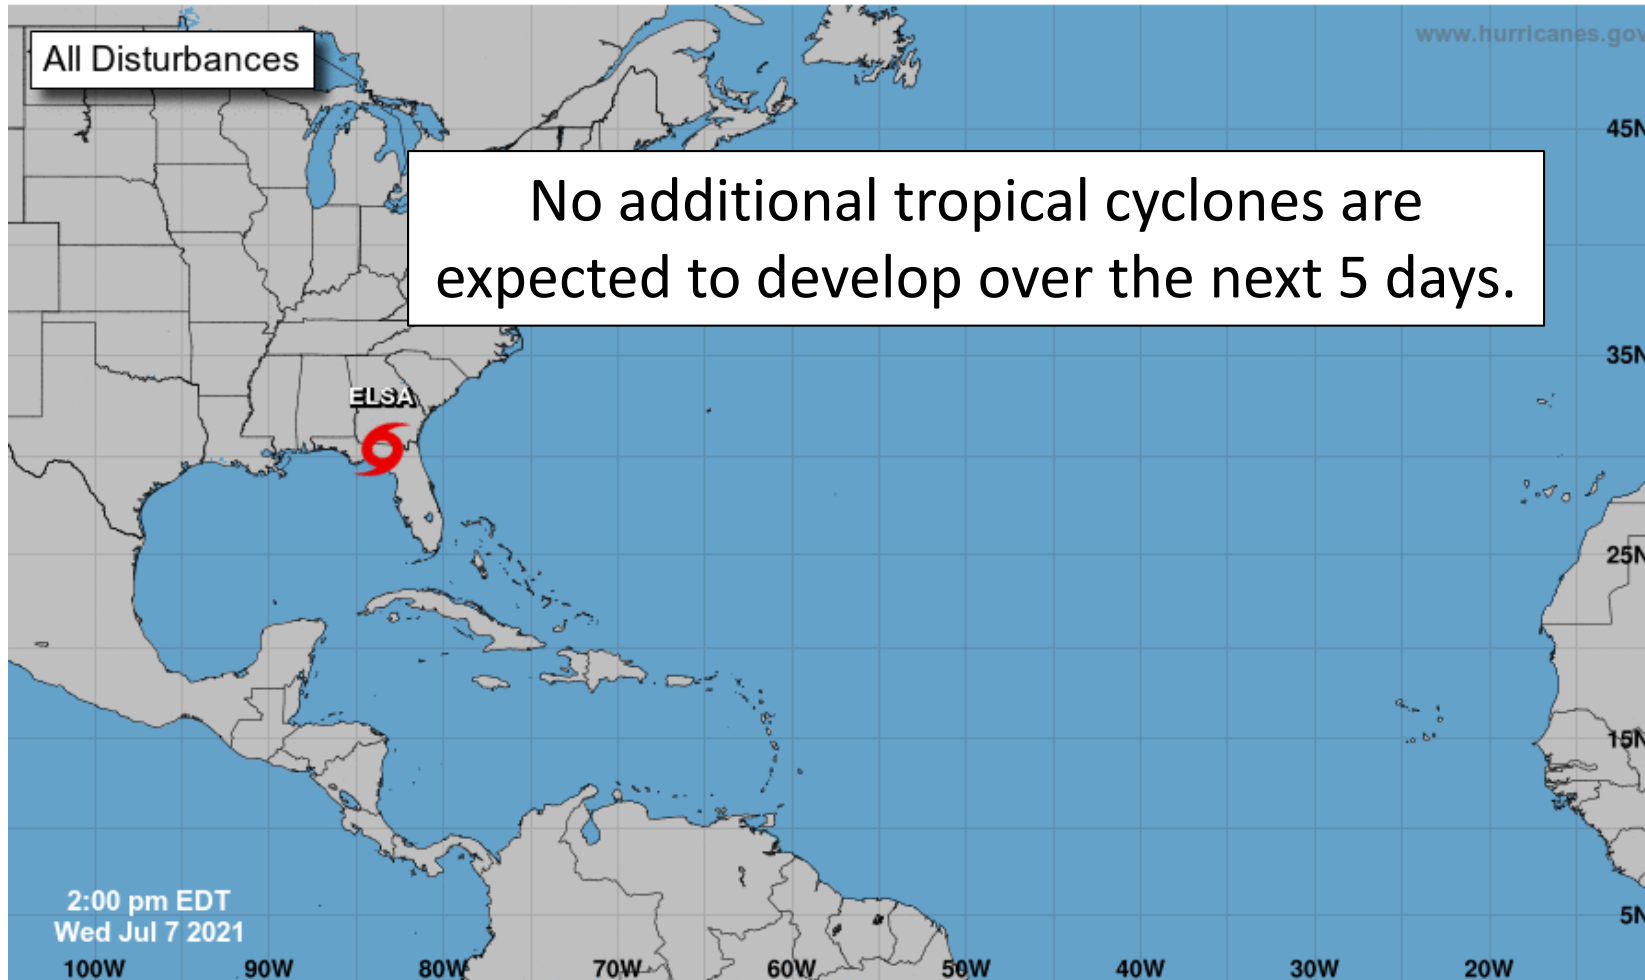 www.hurricanes.gov
All Disturbances
45N
No additional tropical cyclones are
expected to develop over the next 5 days.
35N
ELSA
25N
15N
2:00 pm EDT
Wed Jul 7 2021
5N
100W 90W 80W 70W 60W 50W 40W 30W 20W